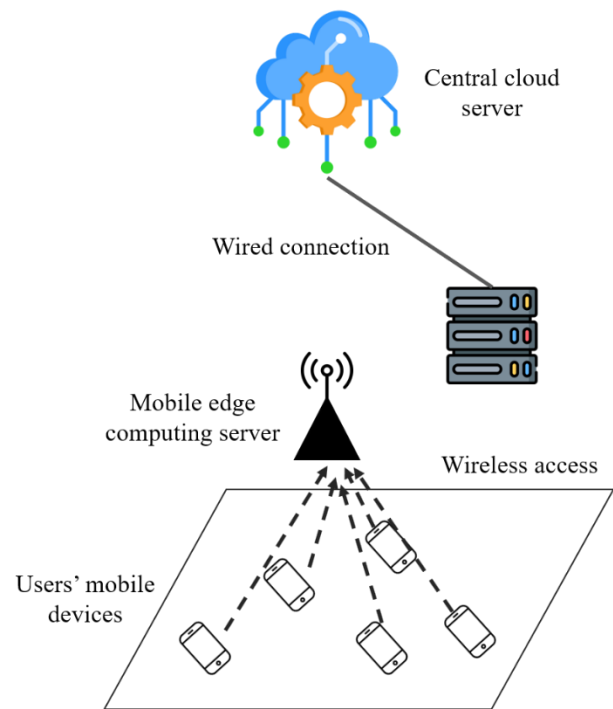 Central cloud
server
Wired connection
Mobile edge
computing server
Wireless access
Users’ mobile
devices